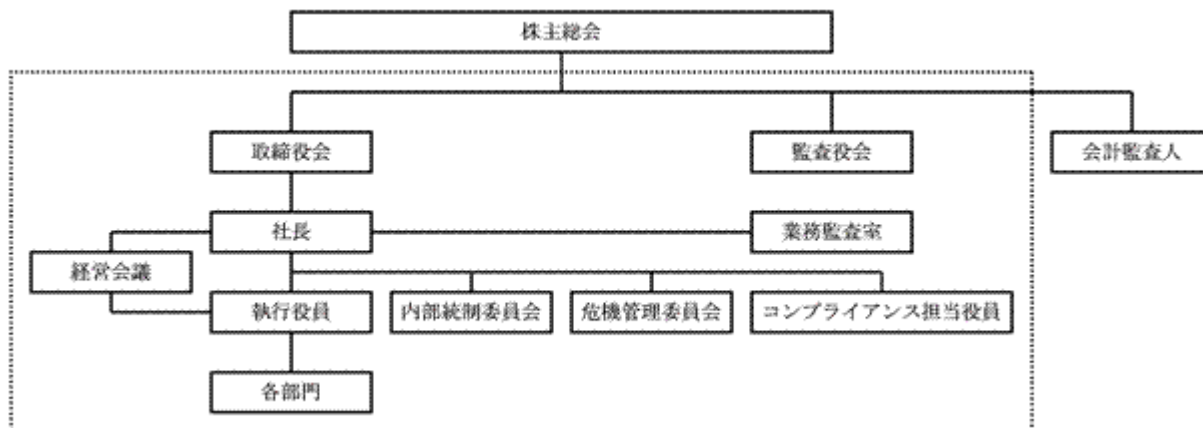 株主総会
取締役会
監査役会
会計監査人
社長
業務監査室
経営会議
執行役員
内部統制委員会
危機管理委員会
コンプライアンス担当役員
各部門